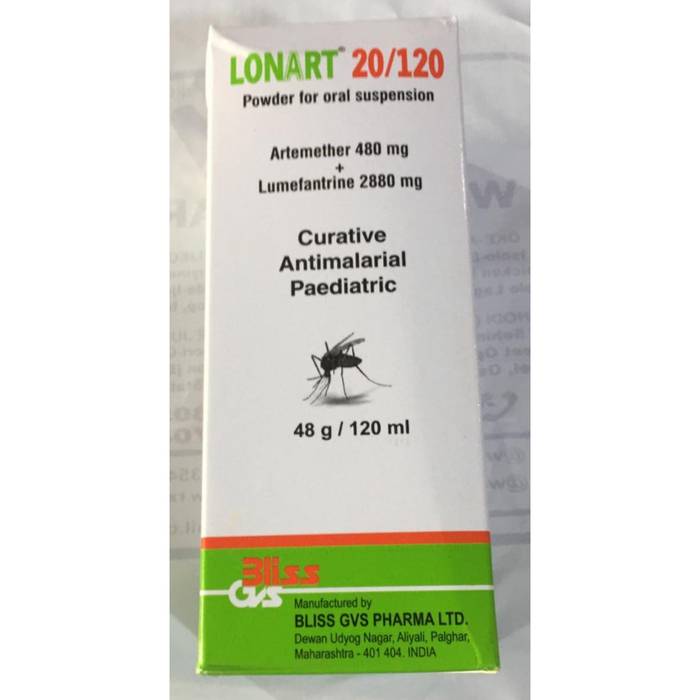 LONART® 20/120
Powder for oral suspension
Artemether 480 mg
+
Lumefantrine 2880 mg
Curative
Antimalarial
Paediatric
48 g / 120 ml
Bliss
GVS
Manufactured by
BLISS GVS PHARMA LTD.
Dewan Udyog Nagar, Aliyali, Palghar,
Maharashtra - 401 404. INDIA